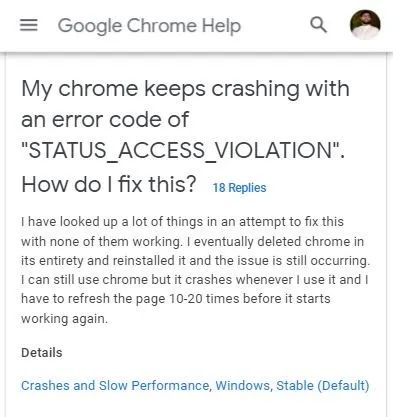 Google Chrome Help
My chrome keeps crashing with
an error code of
"STATUS_ACCESS_VIOLATION".
How do I fix this? 18 Replies
I have looked up a lot of things in an attempt to fix this
with none of them working. I eventually deleted chrome in
its entirety and reinstalled it and the issue is still occurring.
I can still use chrome but it crashes whenever I use it and I
have to refresh the page 10-20 times before it starts
working again.
Details
Crashes and Slow Performance, Windows, Stable (Default)